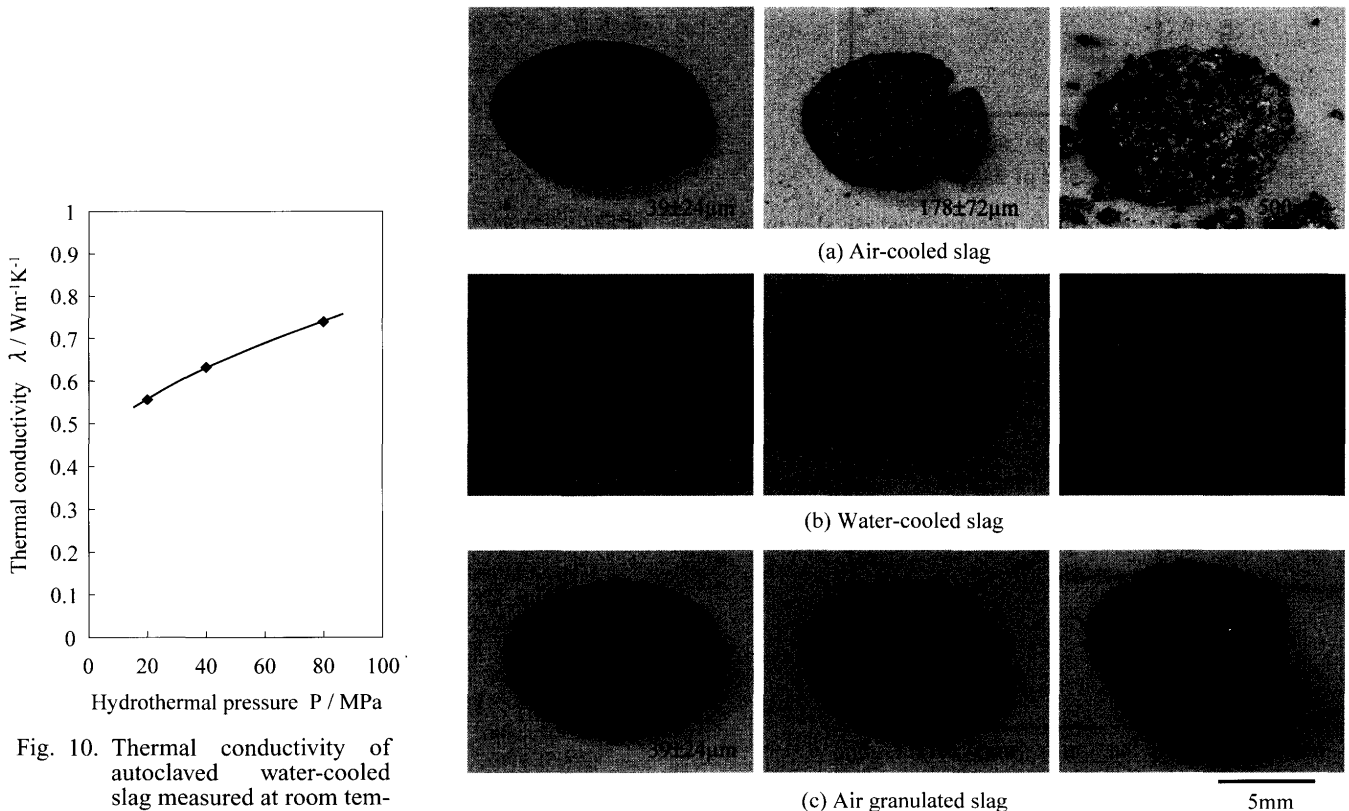 1
0.9
0.8
0.7
0.6
0.5
0.4
0.3
0.2
0.1
0
Thermal conductivity λ / Wm-1K-1
0 20 40 60 80 100
Hydrothermal pressure P / MPa
Fig. 10. Thermal conductivity of
autoclaved water-cooled
slag measured at room tem-
39±24μm
178±72μm
500
(a) Air-cooled slag
(b) Water-cooled slag
39±24μm
(c) Air granulated slag
5mm